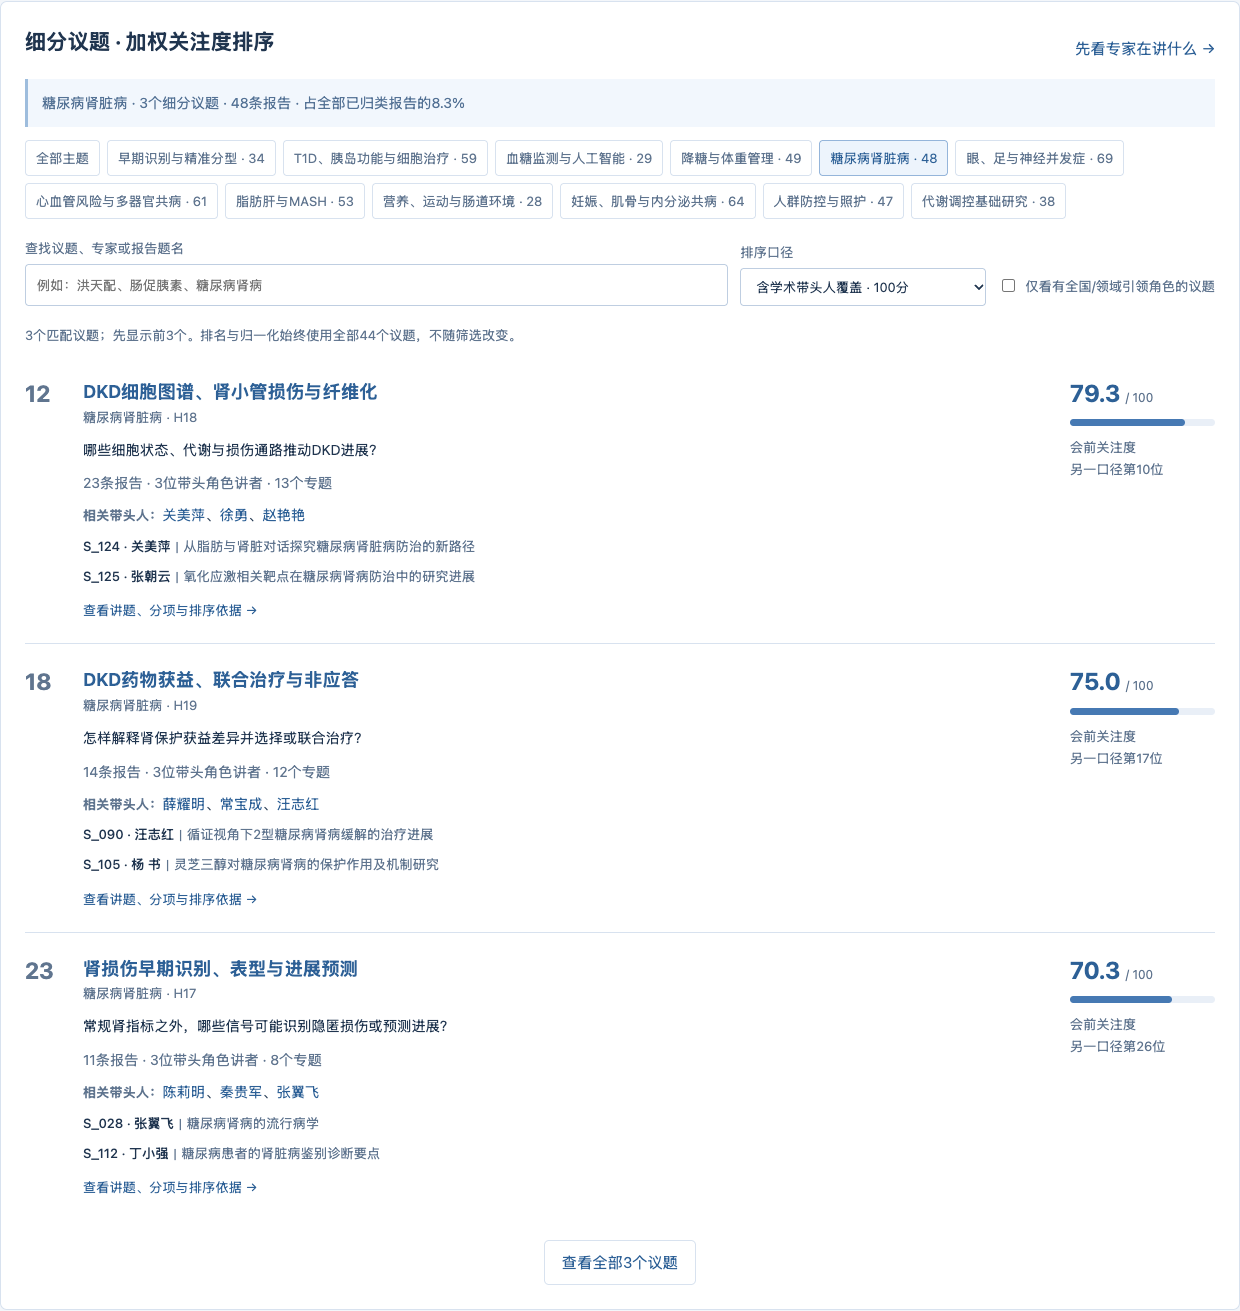 细分议题 · 加权关注度排序
先看专家在讲什么 →
糖尿病肾脏病 · 3个细分议题 · 48条报告 · 占全部已归类报告的8.3%
全部主题
早期识别与精准分型 · 34
T1D、胰岛功能与细胞治疗 · 59
血糖监测与人工智能 · 29
降糖与体重管理 · 49
糖尿病肾脏病 · 48
眼、足与神经并发症 · 69
心血管风险与多器官共病 · 61
脂肪肝与MASH · 53
营养、运动与肠道环境 · 28
妊娠、肌骨与内分泌共病 · 64
人群防控与照护 · 47
代谢调控基础研究 · 38
查找议题、专家或报告题名
例如：洪天配、肠促胰素、糖尿病肾病
排序口径
含学术带头人覆盖 · 100分
仅看有全国/领域引领角色的议题
3个匹配议题；先显示前3个。排名与归一化始终使用全部44个议题，不随筛选改变。
12
DKD细胞图谱、肾小管损伤与纤维化
糖尿病肾脏病 · H18
哪些细胞状态、代谢与损伤通路推动DKD进展？
23条报告 · 3位带头角色讲者 · 13个专题
相关带头人：关美萍、徐勇、赵艳艳
S_124 · 关美萍 | 从脂肪与肾脏对话探究糖尿病肾脏病防治的新路径
S_125 · 张朝云 | 氧化应激相关靶点在糖尿病肾病防治中的研究进展
查看讲题、分项与排序依据 →
79.3 / 100
会前关注度
另一口径第10位
18
DKD药物获益、联合治疗与非应答
糖尿病肾脏病 · H19
怎样解释肾保护获益差异并选择或联合治疗？
14条报告 · 3位带头角色讲者 · 12个专题
相关带头人：薛耀明、常宝成、汪志红
S_090 · 汪志红 | 循证视角下2型糖尿病肾病缓解的治疗进展
S_105 · 杨 书 | 灵芝三醇对糖尿病肾病的保护作用及机制研究
查看讲题、分项与排序依据 →
75.0 / 100
会前关注度
另一口径第17位
23
肾损伤早期识别、表型与进展预测
糖尿病肾脏病 · H17
常规肾指标之外，哪些信号可能识别隐匿损伤或预测进展？
11条报告 · 3位带头角色讲者 · 8个专题
相关带头人：陈莉明、秦贵军、张翼飞
S_028 · 张翼飞 | 糖尿病肾病的流行病学
S_112 · 丁小强 | 糖尿病患者的肾脏病鉴别诊断要点
查看讲题、分项与排序依据 →
70.3 / 100
会前关注度
另一口径第26位
查看全部3个议题